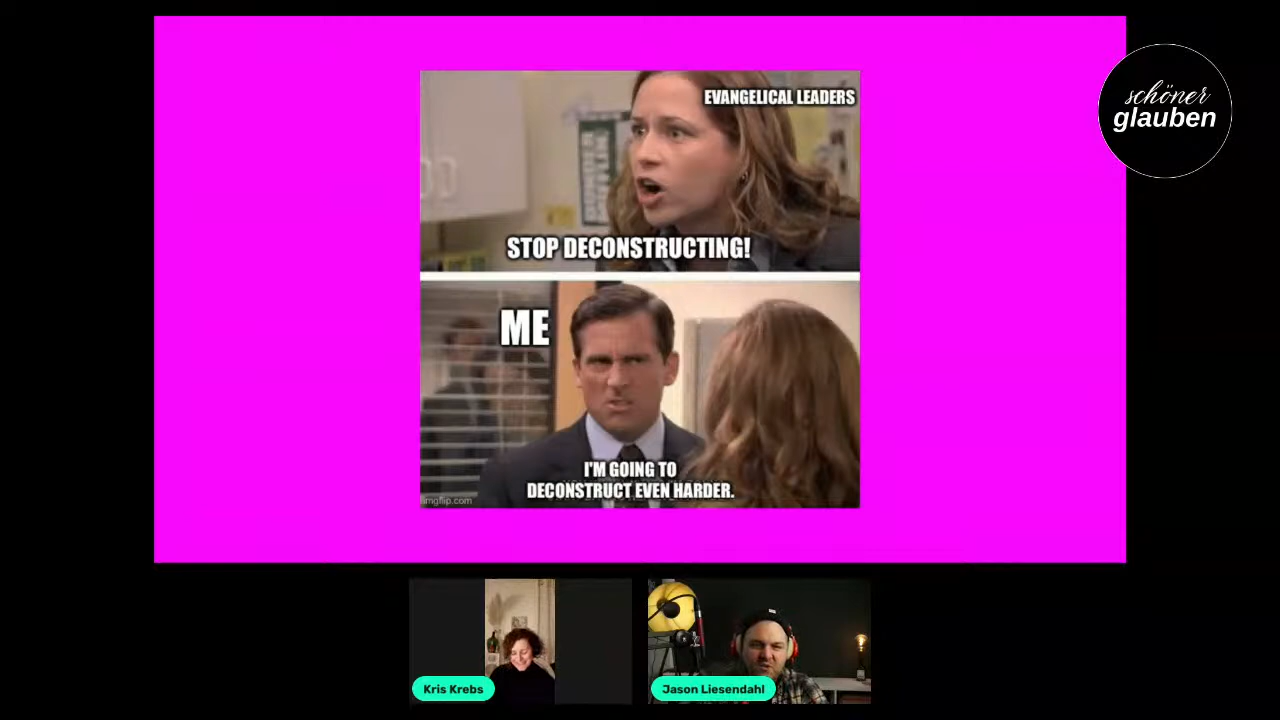 EVANGELICAL LEADERS
STOP DECONSTRUCTING!
ME
I'M GOING TO
DECONSTRUCT EVEN HARDER.
imgflip.com
schöner
glauben
Kris Krebs
Jason Liesendahl